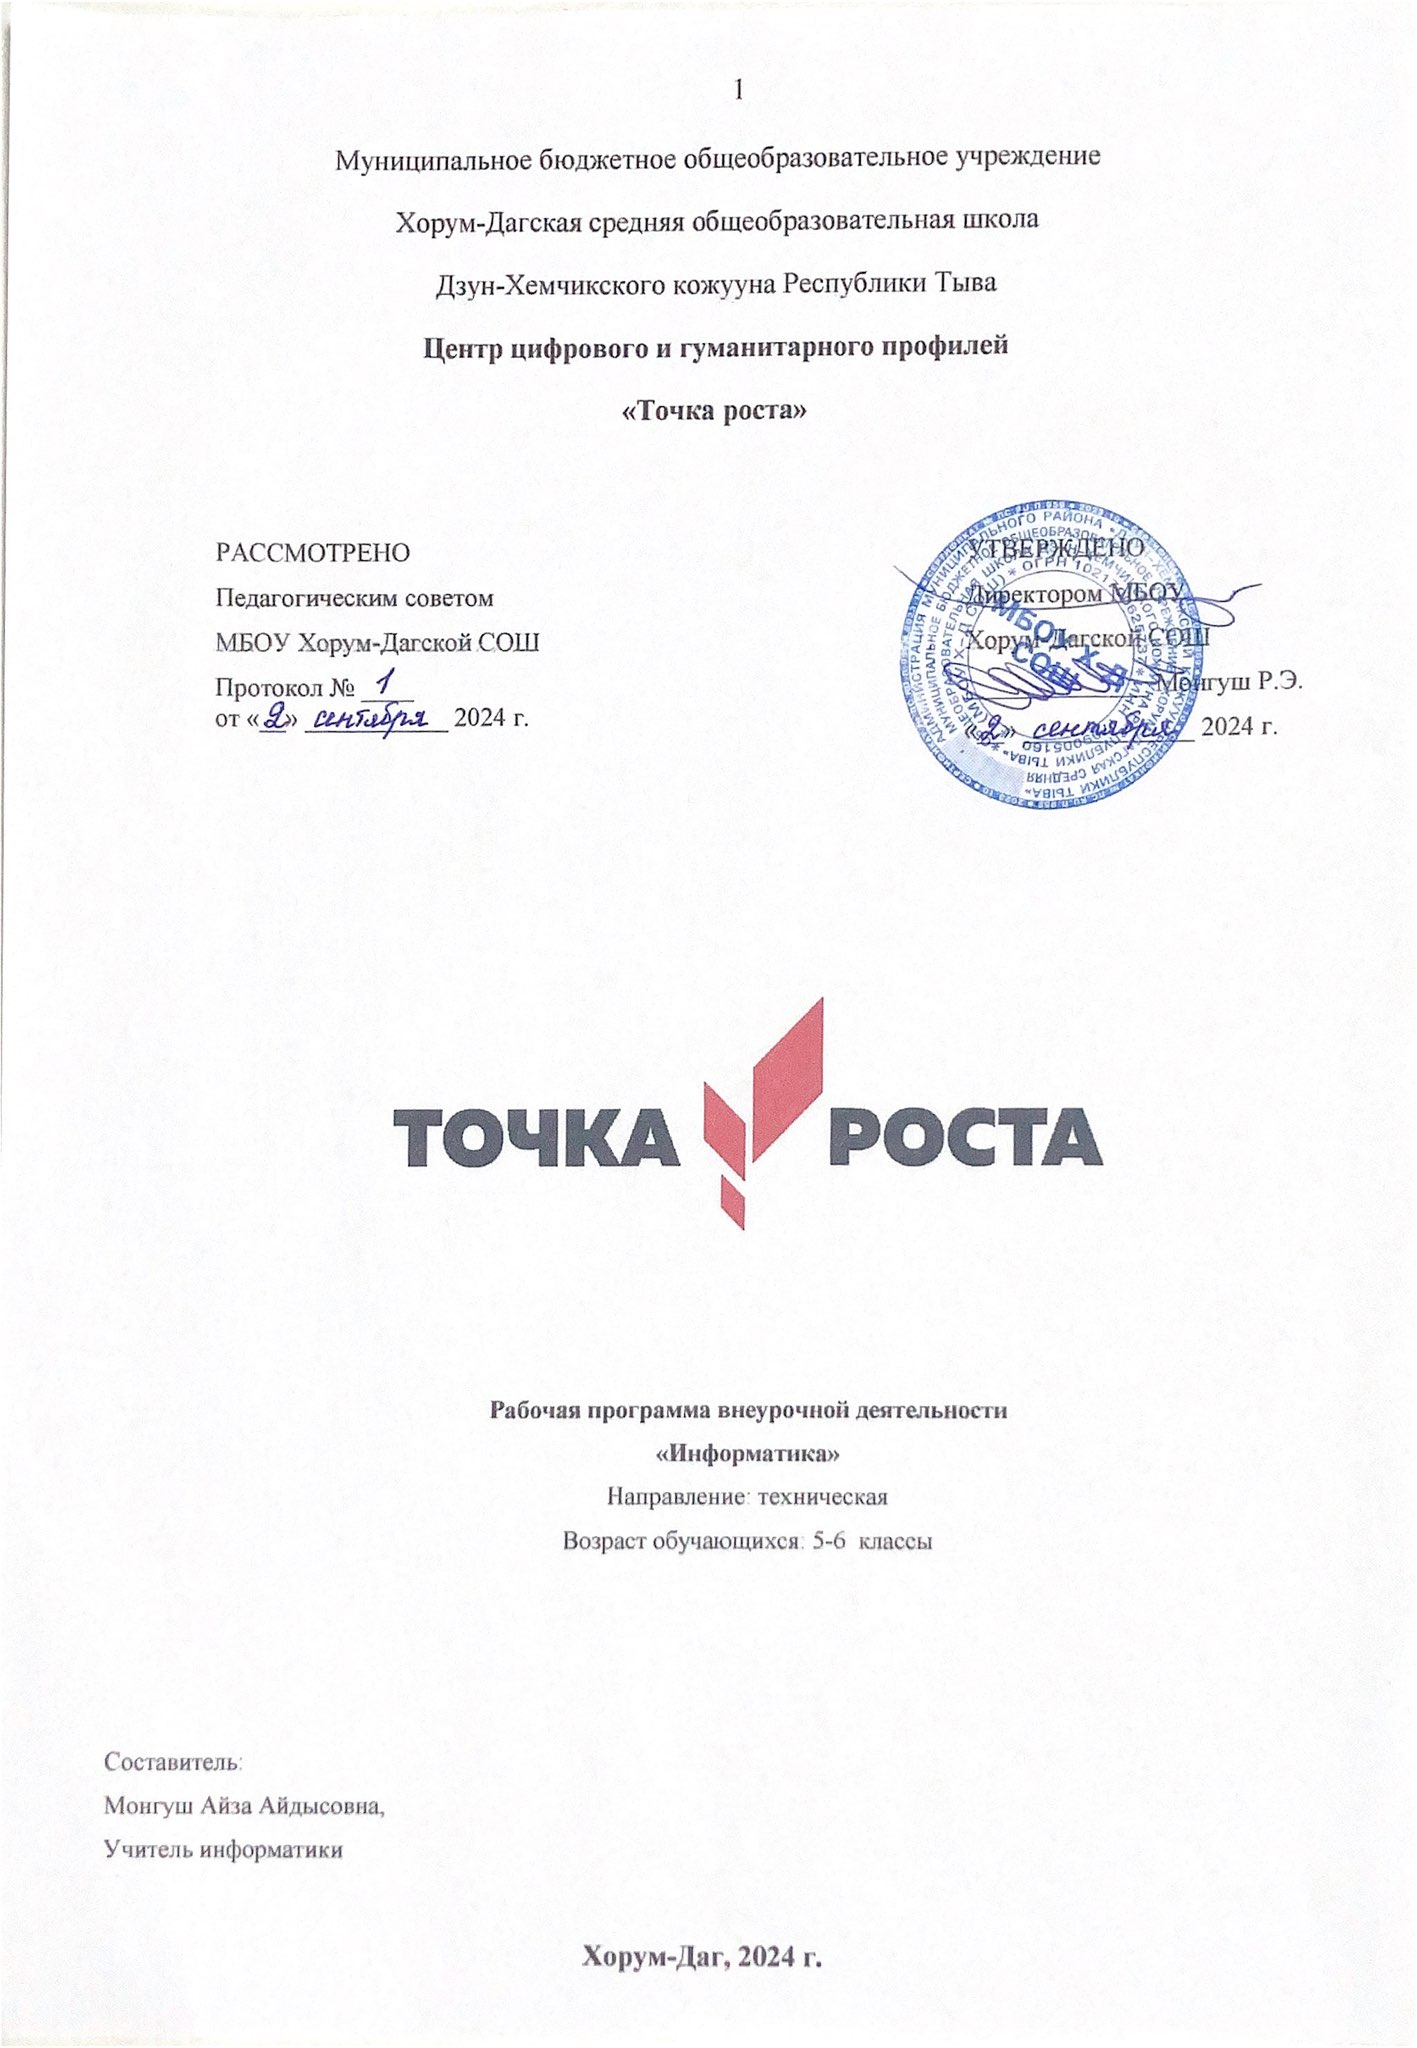 1
Муниципальное бюджетное общеобразовательное учреждение
Хорум-Дагская средняя общеобразовательная школа
Дзун-Хемчикского кожууна Республики Тыва
Центр цифрового и гуманитарного профилей
«Точка роста»
РАССМОТРЕНО
Педагогическим советом
МБОУ Хорум-Дагской СОШ
Протокол № 1
от «2» сентября 2024 г.
УТВЕРЖДЕНО
Директором МБОУ
Хорум-Дагской СОШ
Монгуш Р.Э.
«2» сентября 2024 г.
МБОУ Х-Д
СОШ
ТОЧКА РОСТА
Рабочая программа внеурочной деятельности
«Информатика»
Направление: техническая
Возраст обучающихся: 5-6 классы
Составитель:
Монгуш Айза Айдысовна,
Учитель информатики
Хорум-Даг, 2024 г.